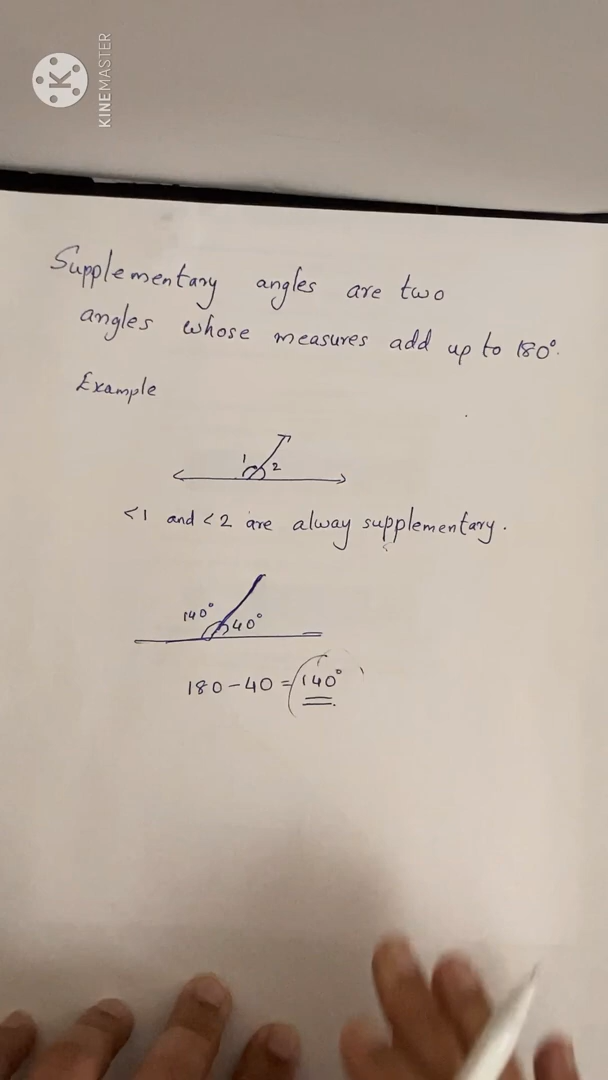 KINEMASTER
Supplementary angles are two
angles whose measures add up to 180°.
Example
1 2
<1 and <2 are alway supplementary.
140° 40°
180-40=140°